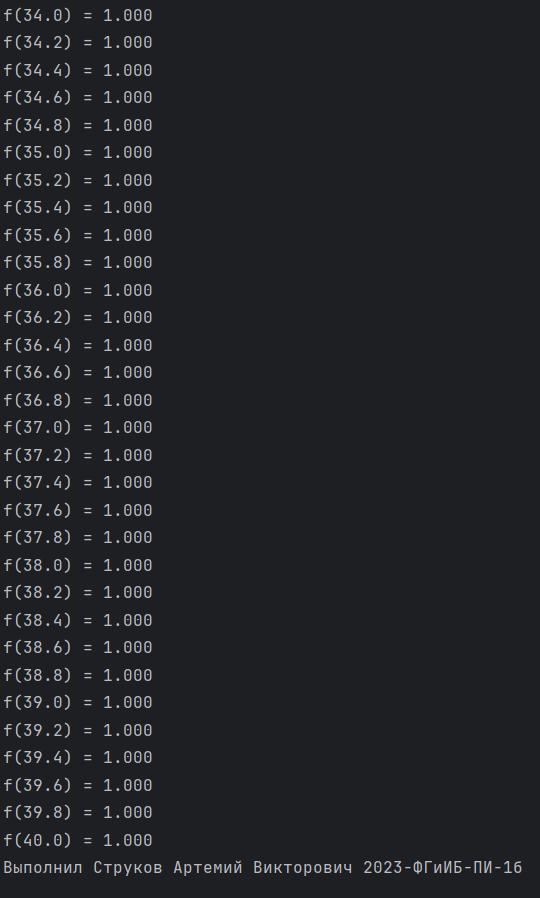 f(34.0) = 1.000
f(34.2) = 1.000
f(34.4) = 1.000
f(34.6) = 1.000
f(34.8) = 1.000
f(35.0) = 1.000
f(35.2) = 1.000
f(35.4) = 1.000
f(35.6) = 1.000
f(35.8) = 1.000
f(36.0) = 1.000
f(36.2) = 1.000
f(36.4) = 1.000
f(36.6) = 1.000
f(36.8) = 1.000
f(37.0) = 1.000
f(37.2) = 1.000
f(37.4) = 1.000
f(37.6) = 1.000
f(37.8) = 1.000
f(38.0) = 1.000
f(38.2) = 1.000
f(38.4) = 1.000
f(38.6) = 1.000
f(38.8) = 1.000
f(39.0) = 1.000
f(39.2) = 1.000
f(39.4) = 1.000
f(39.6) = 1.000
f(39.8) = 1.000
f(40.0) = 1.000
Выполнил Струков Артемий Викторович 2023-ФГиИБ-ПИ-1б